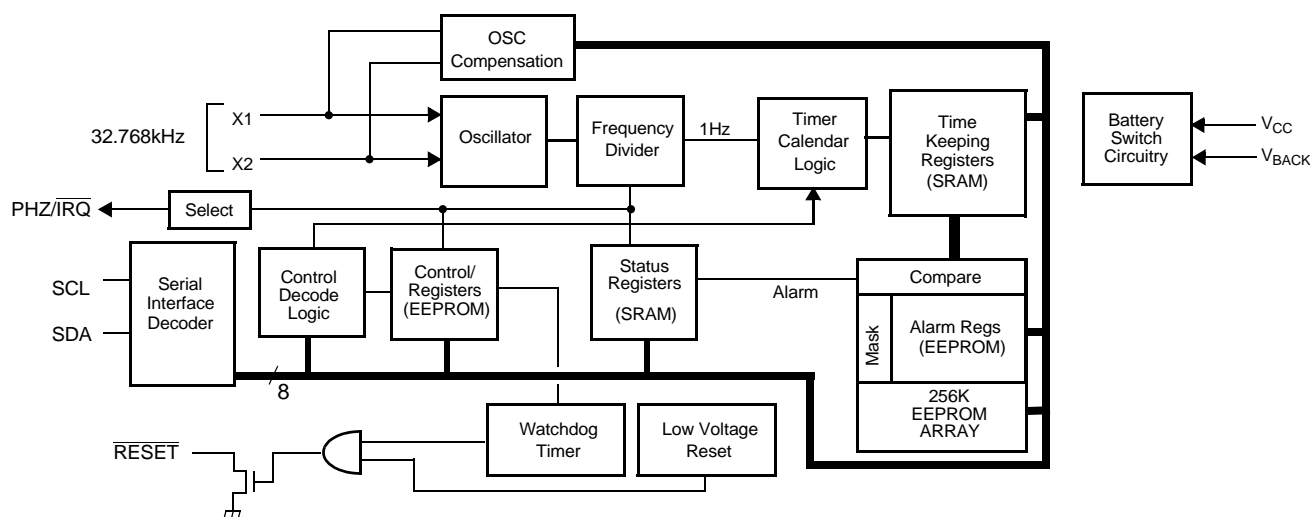 OSC
Compensation
32.768kHz
X1
X2
Oscillator
Frequency
Divider
1Hz
Timer
Calendar
Logic
Time
Keeping
Registers
(SRAM)
Battery
Switch
Circuitry
VCC
VBACK
PHZ/IRQ
Select
SCL
SDA
Serial
Interface
Decoder
Control
Decode
Logic
Control/
Registers
(EEPROM)
Status
Registers
(SRAM)
Alarm
Compare
Mask
Alarm Regs
(EEPROM)
256K
EEPROM
ARRAY
8
RESET
Watchdog
Timer
Low Voltage
Reset